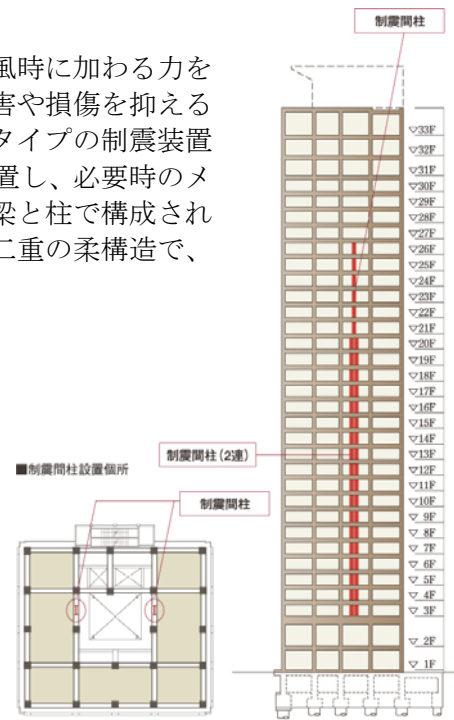 制震間柱
風時に加わる力を
害や損傷を抑える
タイプの制震装置
置し、必要時のメ
梁と柱で構成され
二重の柔構造で、
▽33F
▽32F
▽31F
▽30F
▽29F
▽28F
▽27F
▽26F
▽25F
▽24F
▽23F
▽22F
▽21F
▽20F
▽19F
▽18F
▽17F
▽16F
▽15F
▽14F
▽13F
▽12F
▽11F
▽10F
▽ 9F
▽ 8F
▽ 7F
▽ 6F
▽ 5F
▽ 4F
▽ 3F
▽ 2F
▽ 1F
制震間柱(2連)
■制震間柱設置個所
制震間柱